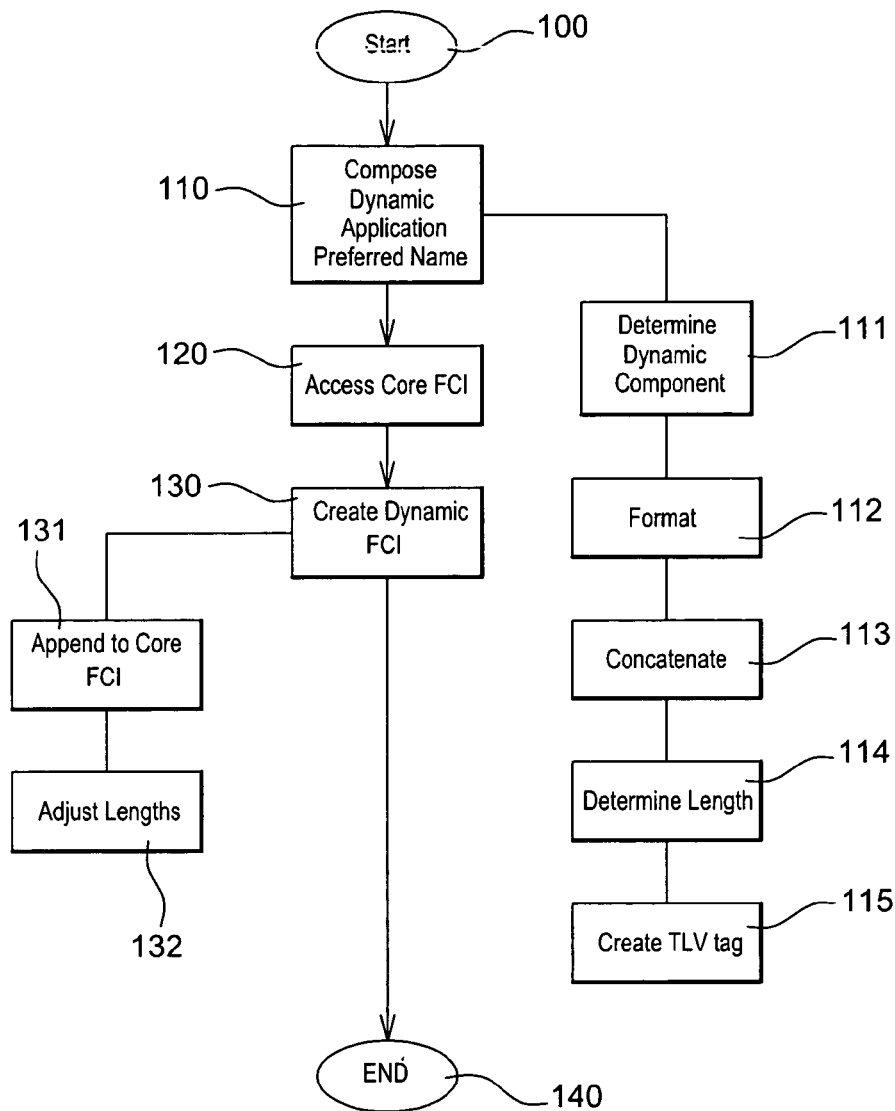 Start
100
110
Compose
Dynamic
Application
Preferred Name
120
Access Core FCI
111
Determine
Dynamic
Component
130
Create Dynamic
FCI
112
Format
131
Append to Core
FCI
113
Concatenate
114
Determine Length
Adjust Lengths
132
115
Create TLV tag
END
140